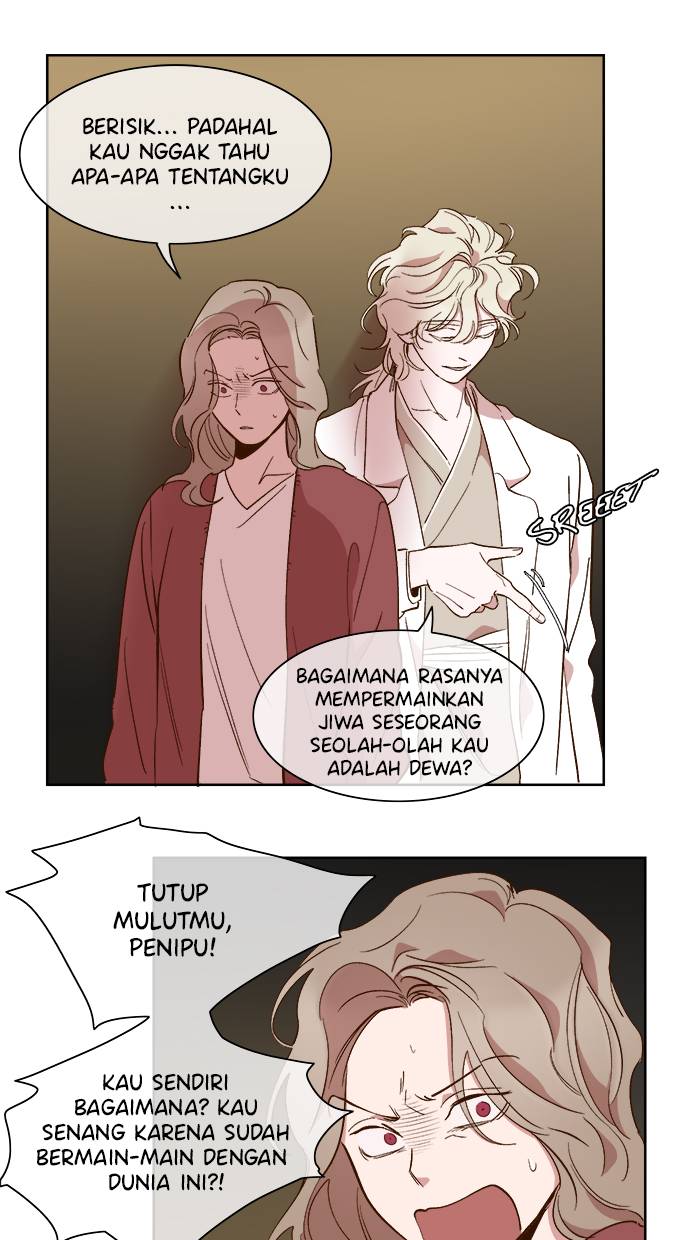 BERISIK... PADAHAL
KAU NGGAK TAHU
APA-APA TENTANGKU
...
SREEEET
BAGAIMANA RASANYA
MEMPERMAINKAN
JIWA SESEORANG
SEOLAH-OLAH KAU
ADALAH DEWA?
TUTUP
MULUTMU,
PENIPU!
KAU SENDIRI
BAGAIMANA? KAU
SENANG KARENA SUDAH
BERMAIN-MAIN DENGAN
DUNIA INI?!